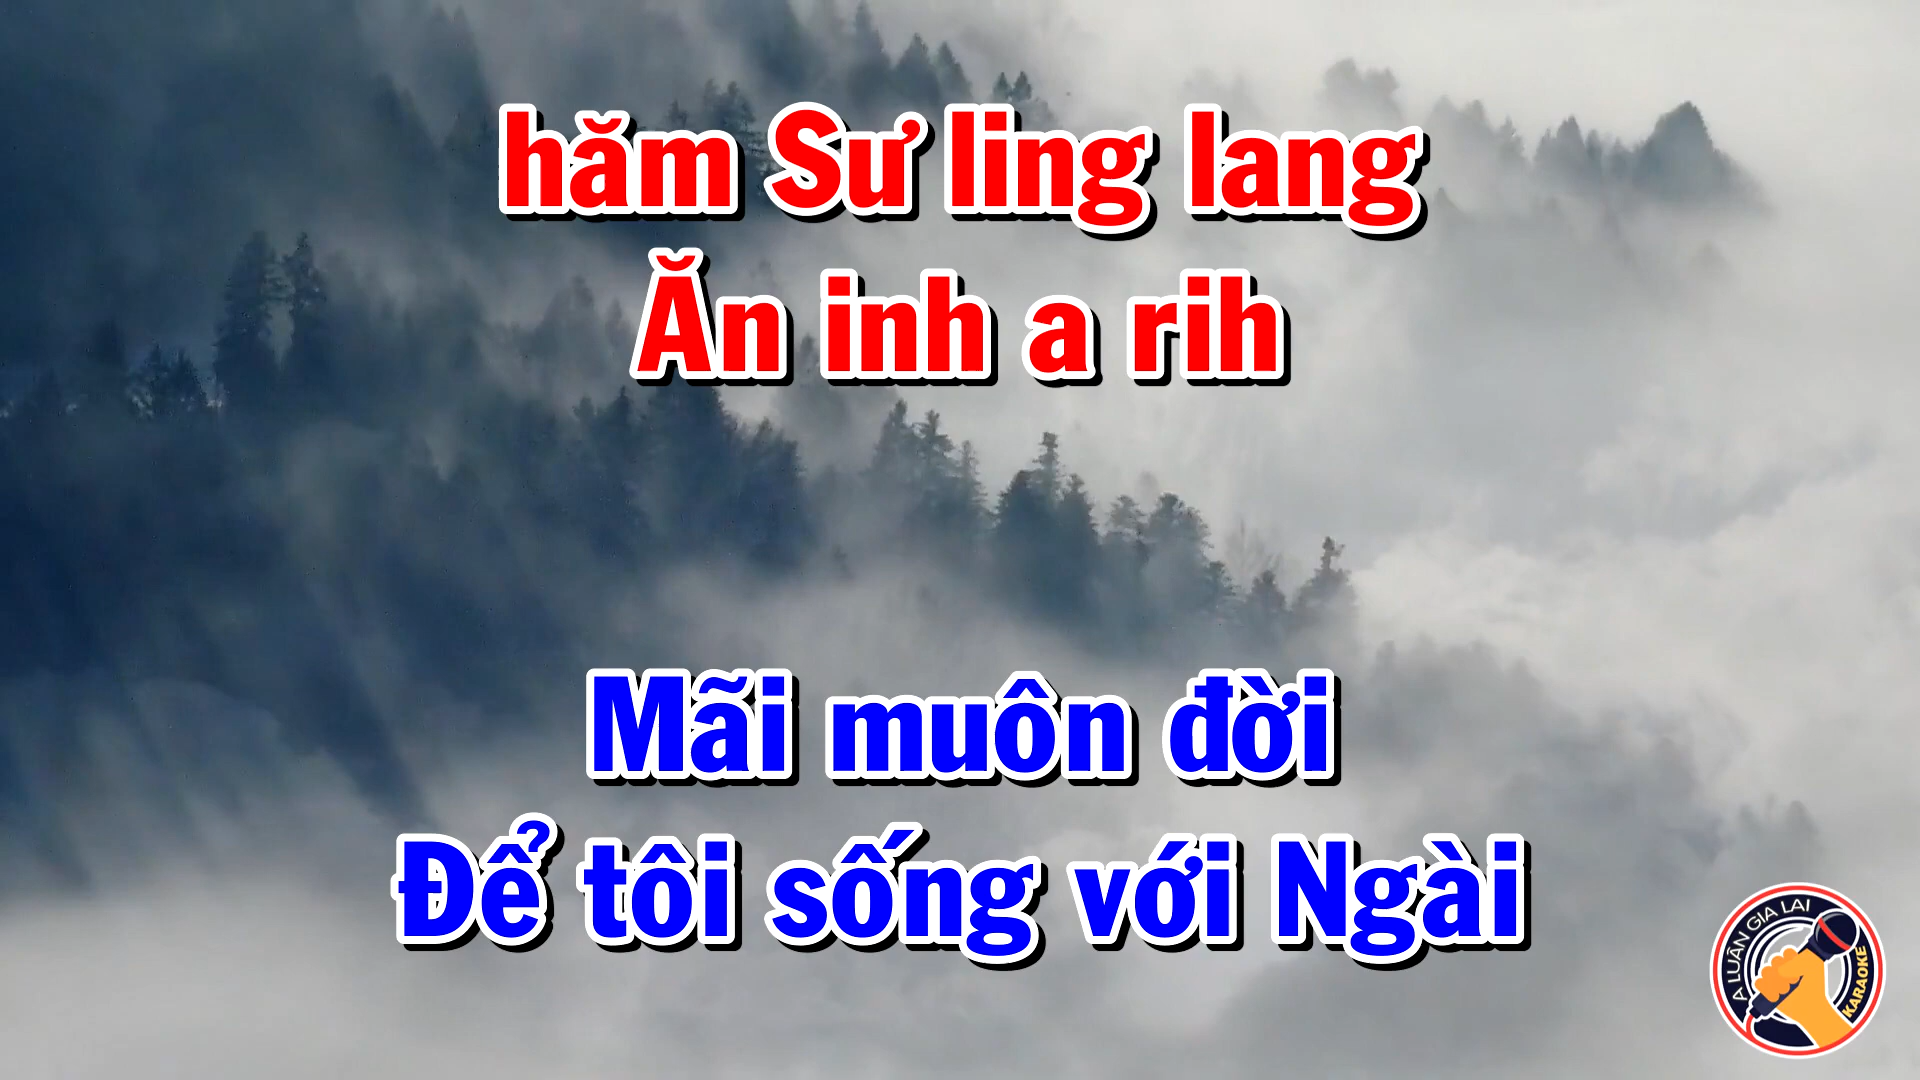 hăm Sư ling lang
Ăn inh a rih
Mãi muôn đời
Để tôi sống với Ngài
A LUÂN GIA LAI
KARAOKE